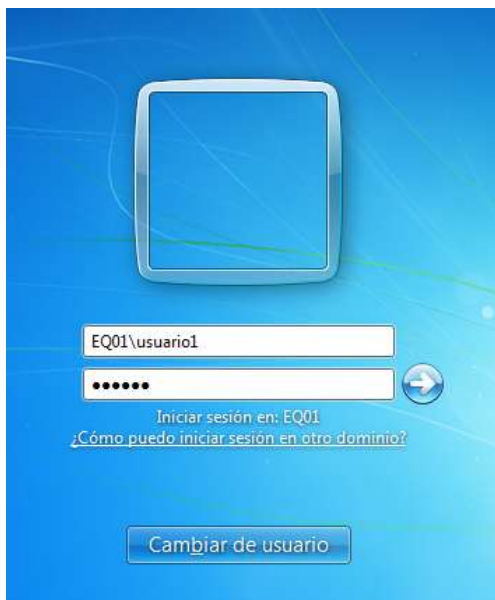 EQ01\usuario1
●●●●●●
Iniciar sesión en: EQ01
¿Cómo puedo iniciar sesión en otro dominio?
Cambiar de usuario